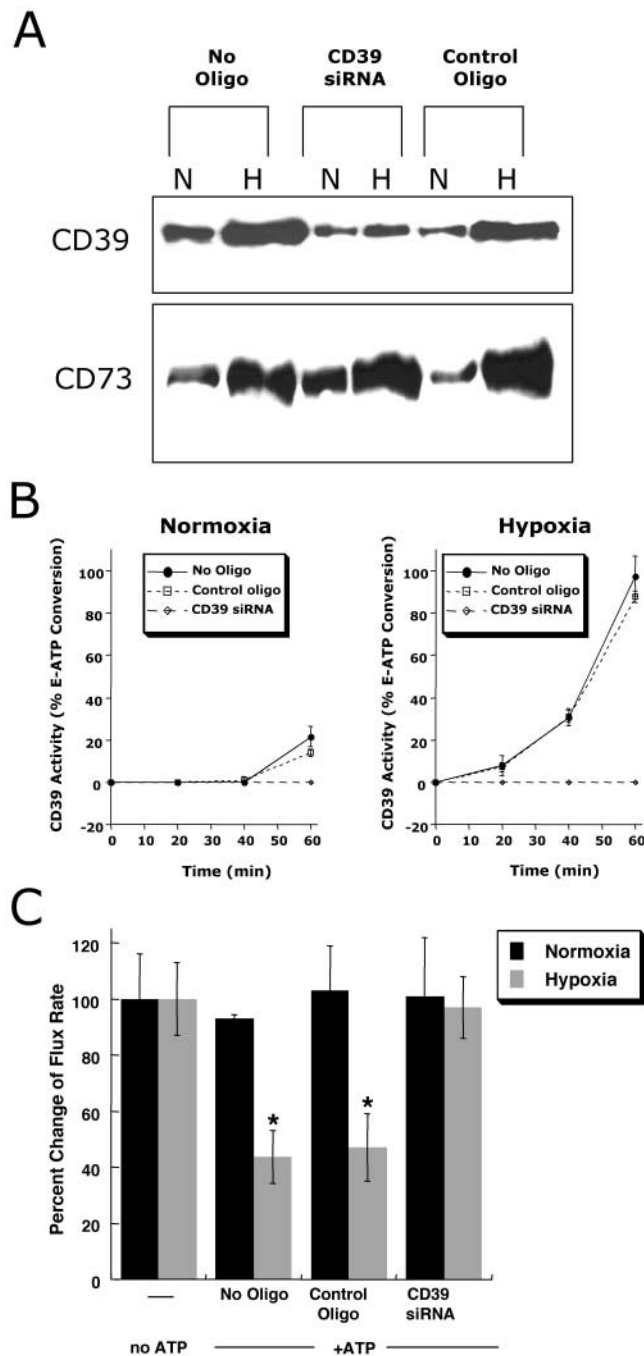 A
No Oligo
CD39 siRNA
Control Oligo
N H N H N H
CD39
CD73
B
Normoxia
No Oligo
Control oligo
CD39 siRNA
CD39 Activity (% E-ATP Conversion)
100
80
60
40
20
0
-20
0 10 20 30 40 50 60
Time (min)
Hypoxia
No Oligo
Control oligo
CD39 siRNA
CD39 Activity (% E-ATP Conversion)
100
80
60
40
20
0
-20
0 10 20 30 40 50 60
Time (min)
C
Normoxia
Hypoxia
Percent Change of Flux Rate
120
100
80
60
40
20
0
* *
— No Oligo Control Oligo CD39 siRNA
no ATP +ATP